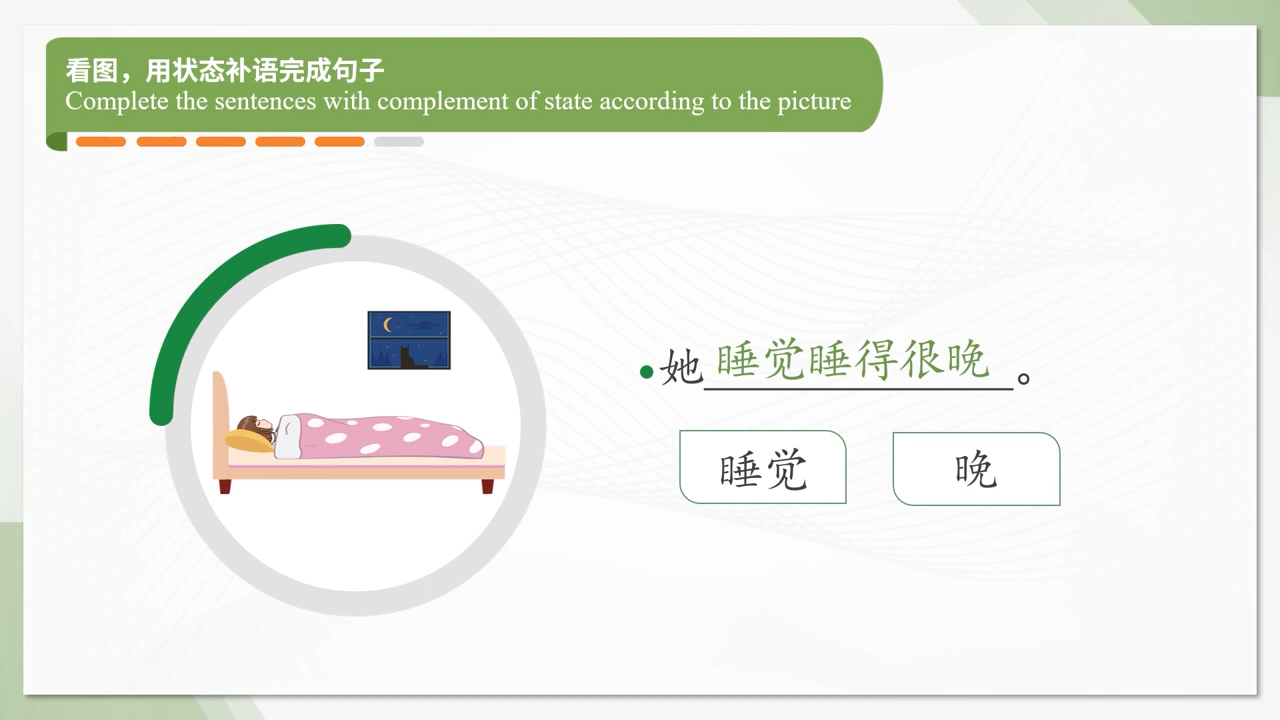 看图，用状态补语完成句子
Complete the sentences with complement of state according to the picture
她睡觉睡得很晚。
睡觉
晚